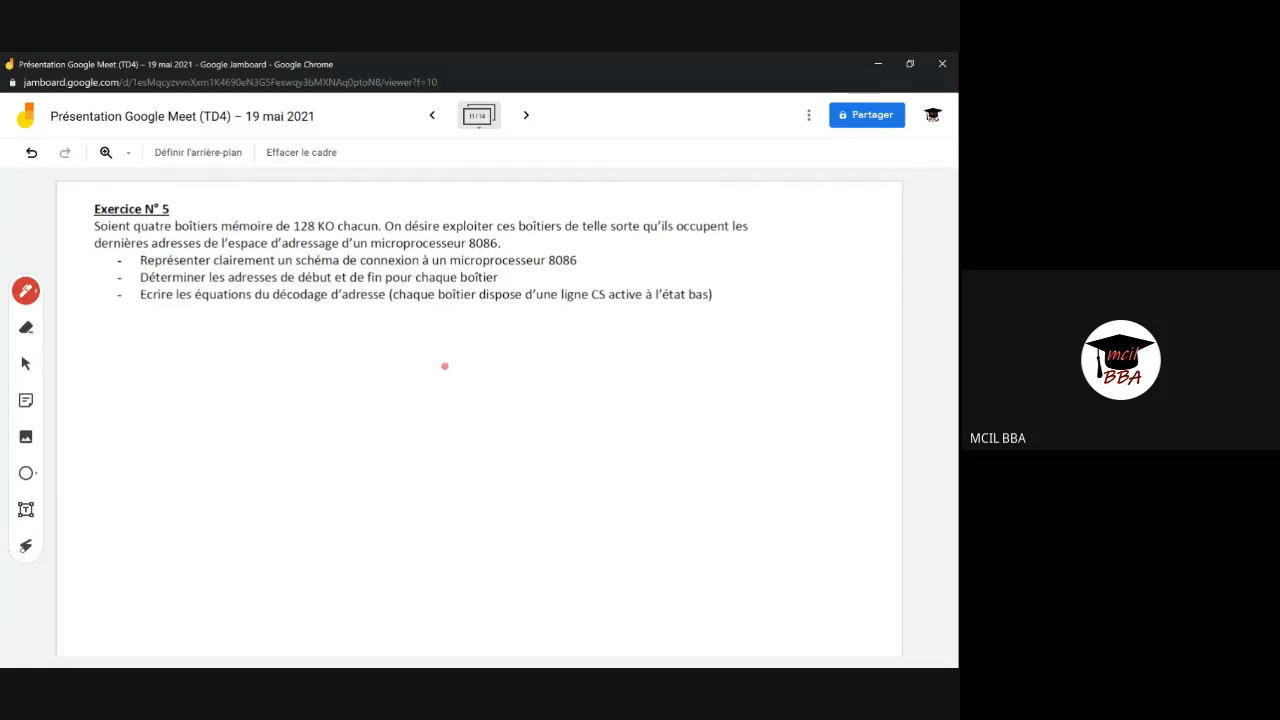 Présentation Google Meet (TD4) – 19 mai 2021 - Google Jamboard - Google Chrome
jamboard.google.com/d/1esMqcyzvvnXxm1K4690eN3G5Fexwqy3bMXNAq0ptoN8/viewer?f=10
Présentation Google Meet (TD4) – 19 mai 2021
11 / 14
Partager
Définir l'arrière-plan
Effacer le cadre
Exercice N° 5
Soient quatre boîtiers mémoire de 128 KO chacun. On désire exploiter ces boîtiers de telle sorte qu'ils occupent les
dernières adresses de l'espace d'adressage d'un microprocesseur 8086.
- Représenter clairement un schéma de connexion à un microprocesseur 8086
- Déterminer les adresses de début et de fin pour chaque boîtier
- Ecrire les équations du décodage d'adresse (chaque boîtier dispose d'une ligne CS active à l'état bas)
mcil
BBA
MCIL BBA